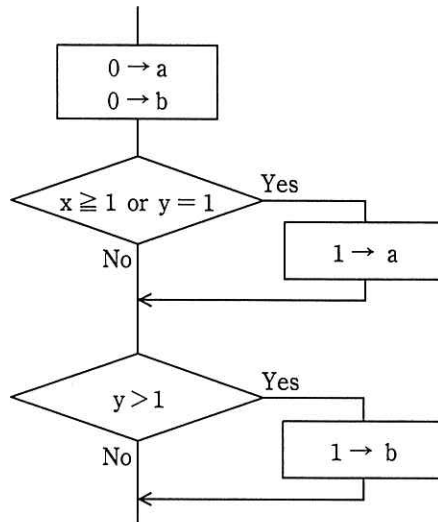 0 → a
0 → b
x ≧ 1 or y = 1
Yes
1 → a
No
y > 1
Yes
1 → b
No